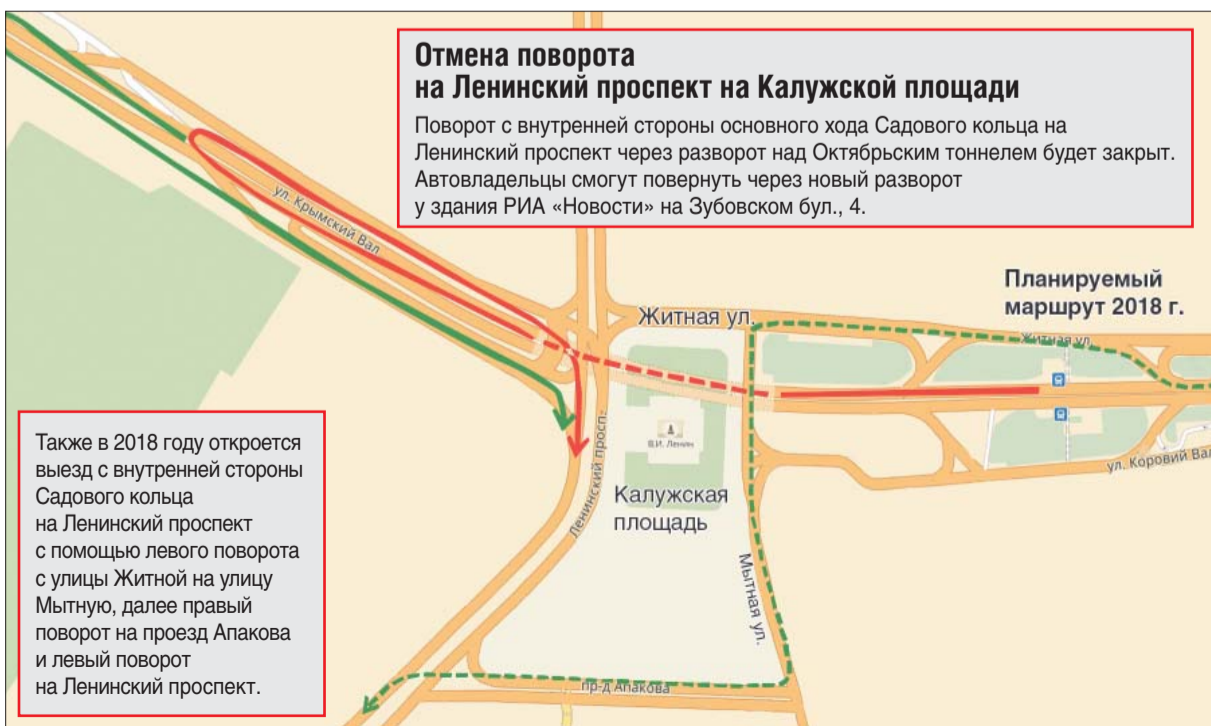 Отмена поворота
на Ленинский проспект на Калужской площади
Поворот с внутренней стороны основного хода Садового кольца на
Ленинский проспект через разворот над Октябрьским тоннелем будет закрыт.
Автовладельцы смогут повернуть через новый разворот
у здания РИА «Новости» на Зубовском бул., 4.
ул. Крымский Вал
Планируемый
маршрут 2018 г.
Житная ул.
Житная ул.
В.И. Ленин
Ленинский просп.
Калужская
площадь
ул. Коровий Вал
Мытная ул.
пр-д Апакова
Также в 2018 году откроется
выезд с внутренней стороны
Садового кольца
на Ленинский проспект
с помощью левого поворота
с улицы Житной на улицу
Мытную, далее правый
поворот на проезд Апакова
и левый поворот
на Ленинский проспект.